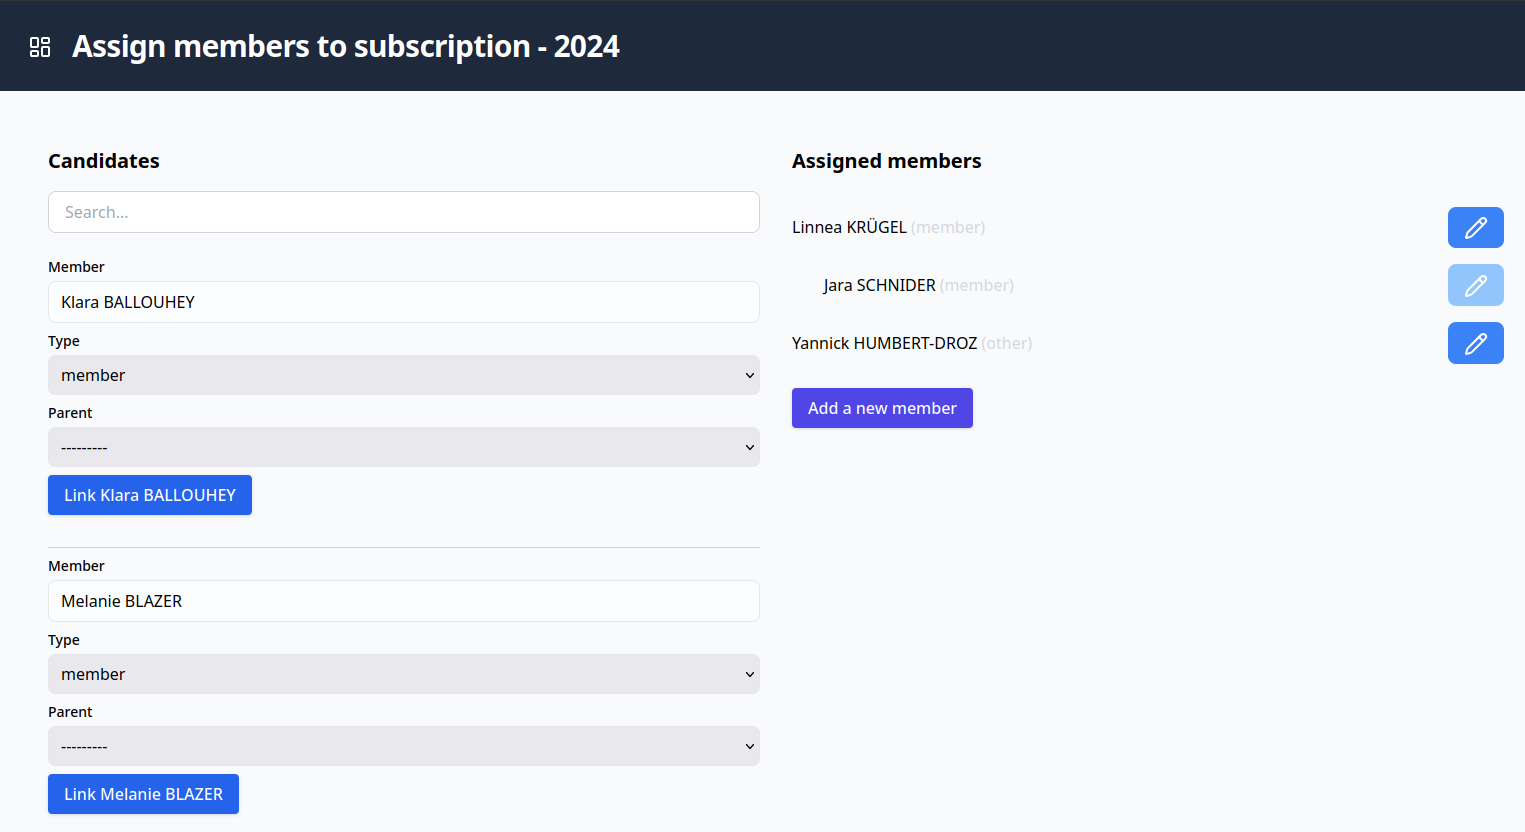 Assign members to subscription - 2024
Candidates
Search...
Member
Klara BALLOUHEY
Type
member
Parent
---------
Link Klara BALLOUHEY
Member
Melanie BLAZER
Type
member
Parent
---------
Link Melanie BLAZER
Assigned members
Linnea KRÜGEL (member)
Jara SCHNIDER (member)
Yannick HUMBERT-DROZ (other)
Add a new member